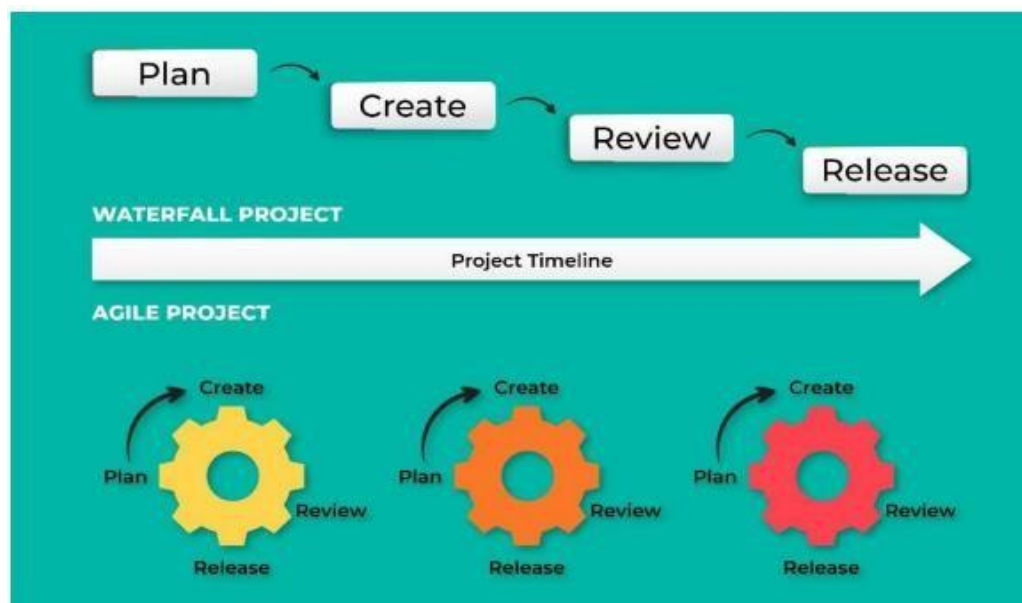 Plan
Create
Review
Release
WATERFALL PROJECT
Project Timeline
AGILE PROJECT
Create
Plan
Review
Release
Create
Plan
Review
Release
Create
Plan
Review
Release